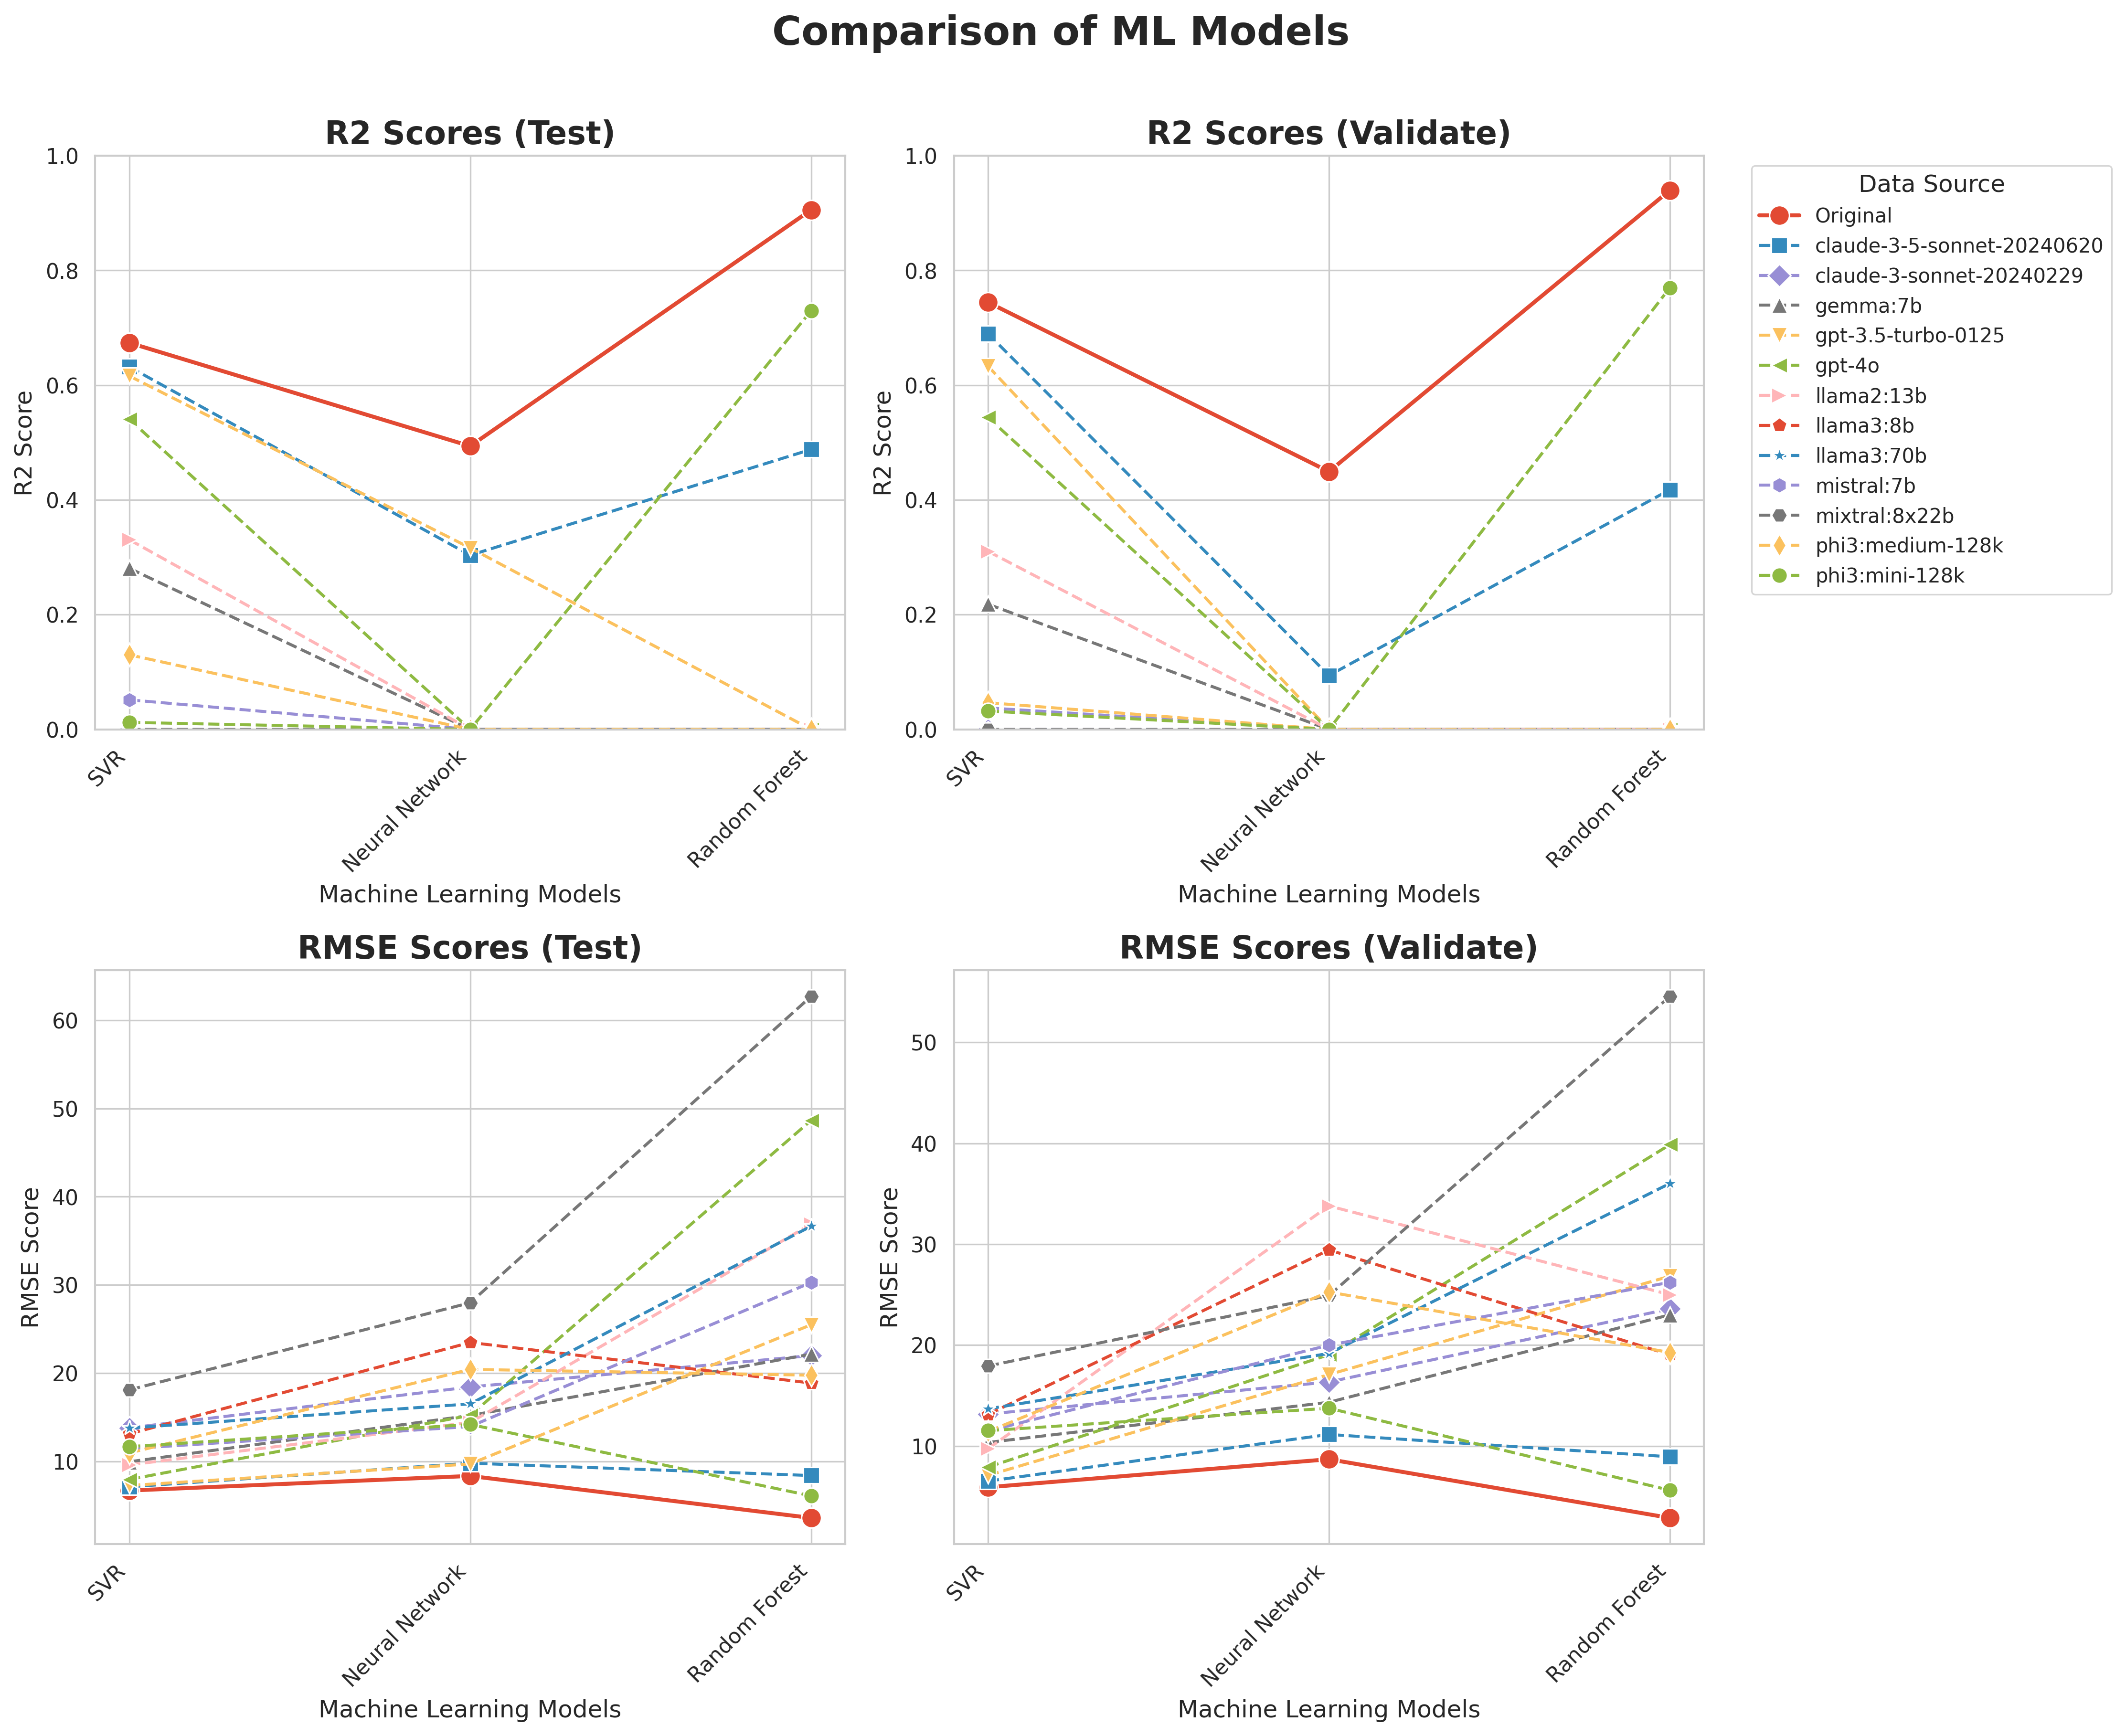 Comparison of ML Models
R2 Scores (Test)
1.0
0.8
0.6
0.4
0.2
0.0
R2 Score
SVR
Neural Network
Random Forest
Machine Learning Models
R2 Scores (Validate)
1.0
0.8
0.6
0.4
0.2
0.0
R2 Score
SVR
Neural Network
Random Forest
Machine Learning Models
Data Source
Original
claude-3-5-sonnet-20240620
claude-3-sonnet-20240229
gemma:7b
gpt-3.5-turbo-0125
gpt-4o
llama2:13b
llama3:8b
llama3:70b
mistral:7b
mixtral:8x22b
phi3:medium-128k
phi3:mini-128k
RMSE Scores (Test)
60
50
40
30
20
10
RMSE Score
SVR
Neural Network
Random Forest
Machine Learning Models
RMSE Scores (Validate)
50
40
30
20
10
RMSE Score
SVR
Neural Network
Random Forest
Machine Learning Models